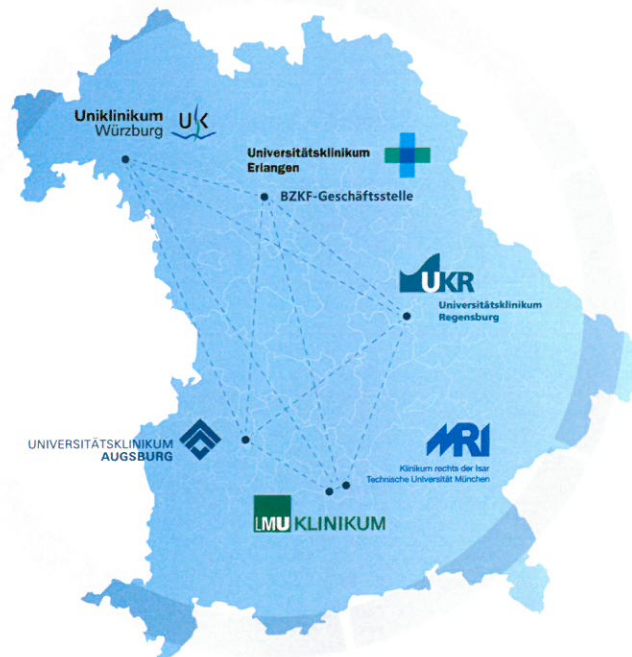 Uniklinikum
Würzburg
UK
Universitätsklinikum
Erlangen
BZKF-Geschäftsstelle
UKR
Universitätsklinikum
Regensburg
UNIVERSITÄTSKLINIKUM
AUGSBURG
MRI
Klinikum rechts der Isar
Technische Universität München
LMU KLINIKUM